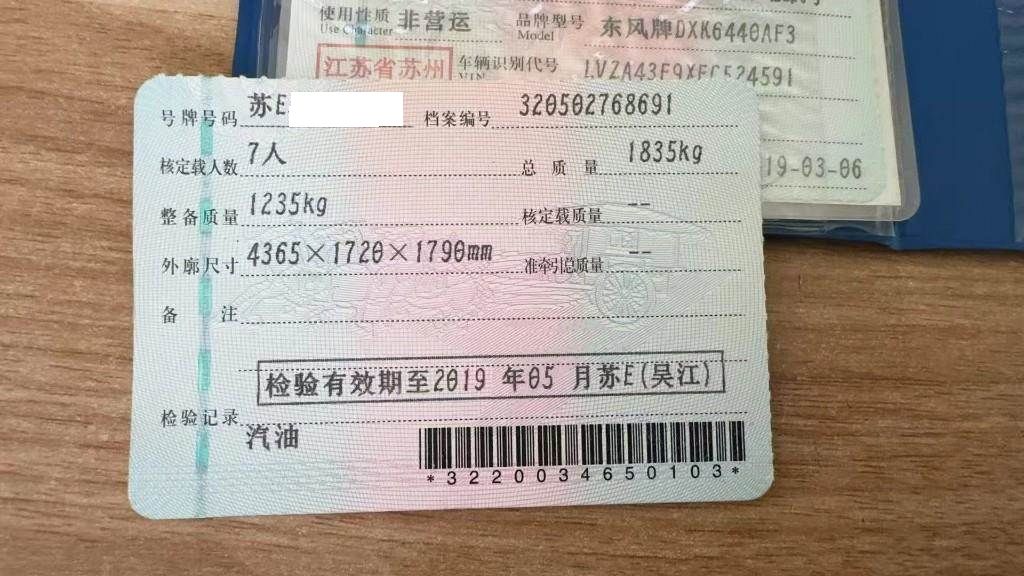 使用性质 非营运 品牌型号 东风牌DXK6440AF3
Use Character Model
江苏省苏州 车辆识别代号 LVZA43F9XFC524591
VIN
19-03-06
号牌号码 苏E 档案编号 320502768691
核定载人数 7人 总质量 1835kg
整备质量 1235kg 核定载质量 --
外廓尺寸 4365×1720×1790mm 准牵引总质量 --
备注
检验有效期至2019 年05 月苏E(吴江)
检验记录
汽油
*3220034650103*